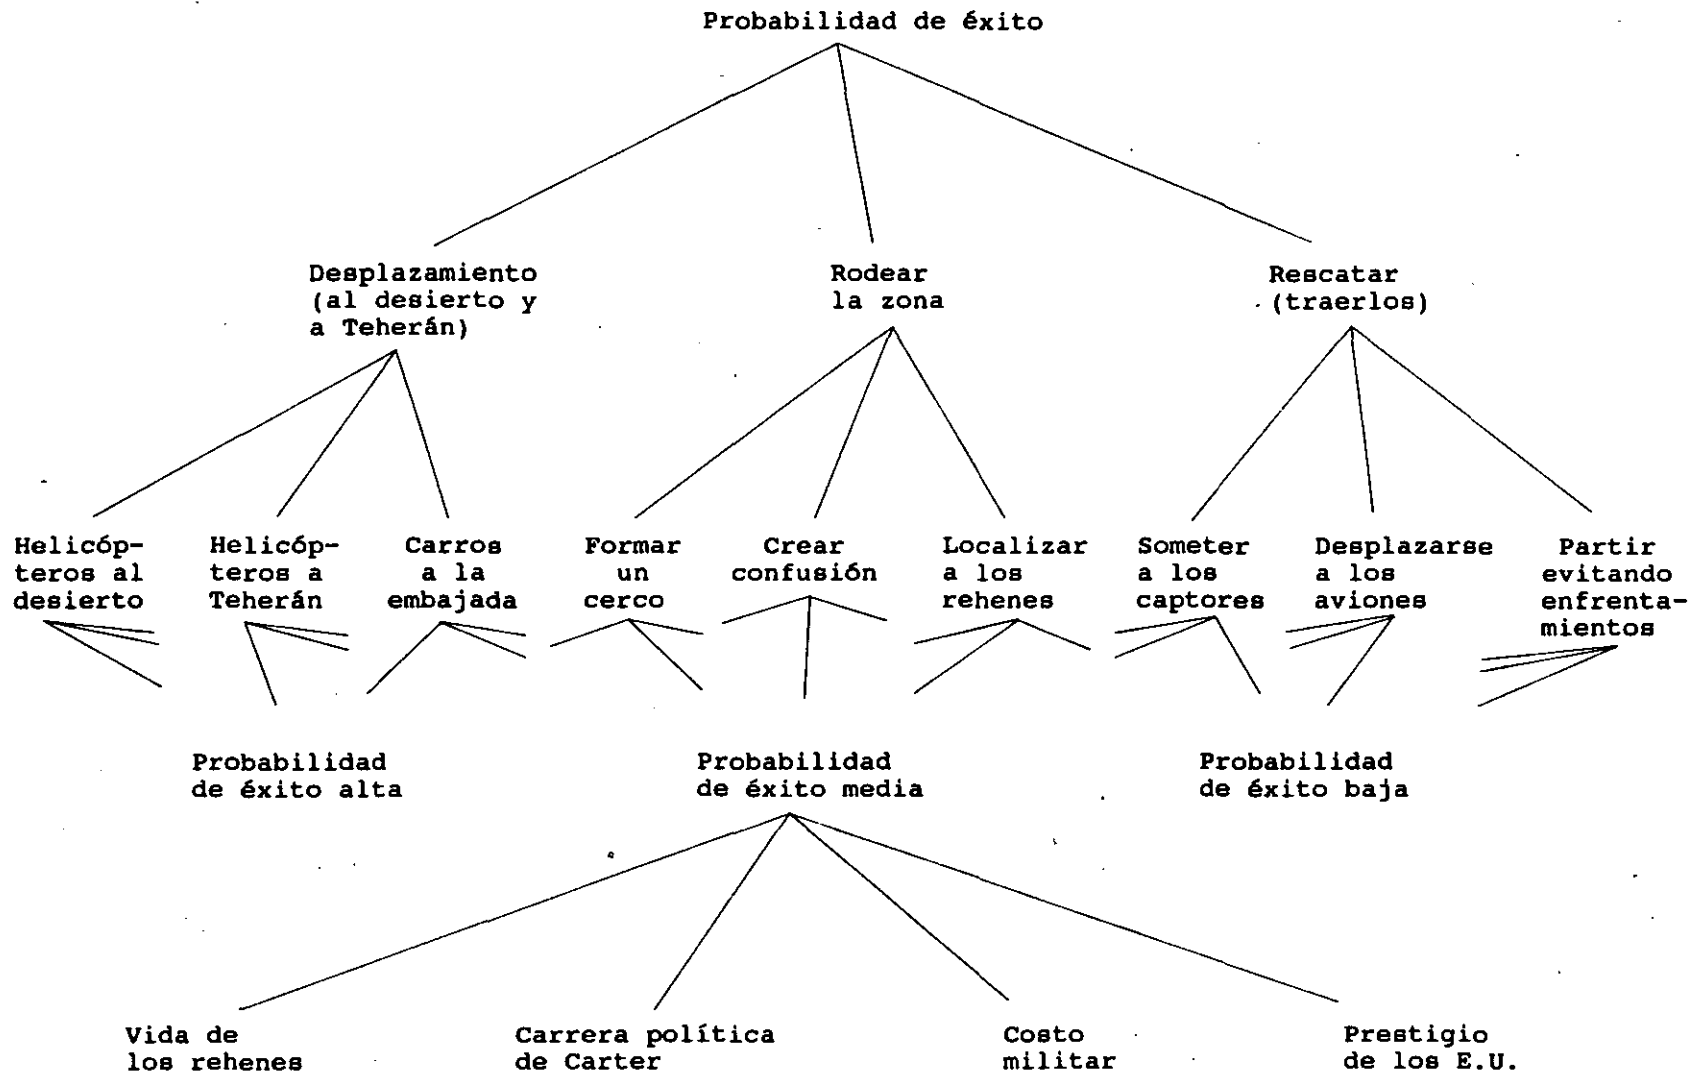 Probabilidad de éxito
Desplazamiento
(al desierto y
a Teherán)
Rodear
la zona
Rescatar
(traerlos)
Helicóp-
teros al
desierto
Helicóp-
teros a
Teherán
Carros
a la
embajada
Formar
un
cerco
Crear
confusión
Localizar
a los
rehenes
Someter
a los
captores
Desplazarse
a los
aviones
Partir
evitando
enfrenta-
mientos
Probabilidad
de éxito alta
Probabilidad
de éxito media
Probabilidad
de éxito baja
Vida de
los rehenes
Carrera política
de Carter
Costo
militar
Prestigio
de los E.U.